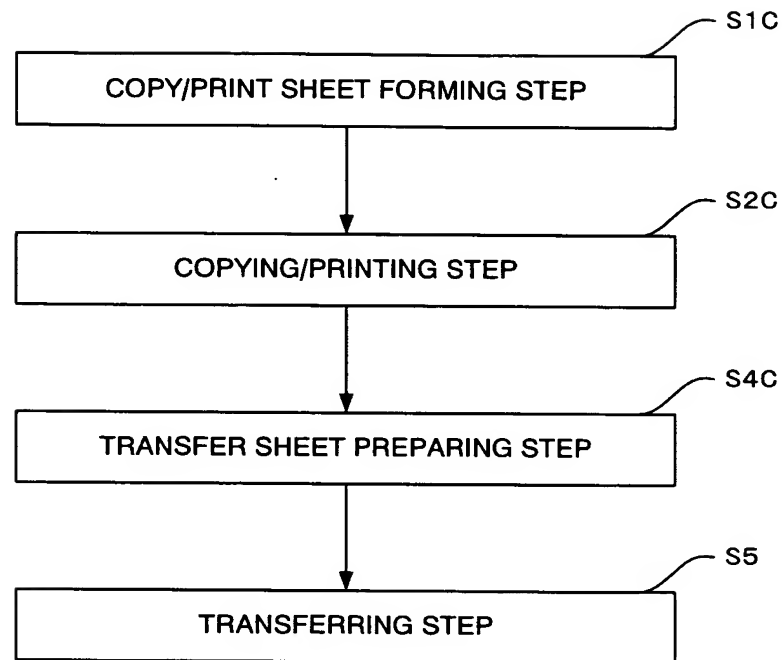 S1C
COPY/PRINT SHEET FORMING STEP
S2C
COPYING/PRINTING STEP
S4C
TRANSFER SHEET PREPARING STEP
S5
TRANSFERRING STEP